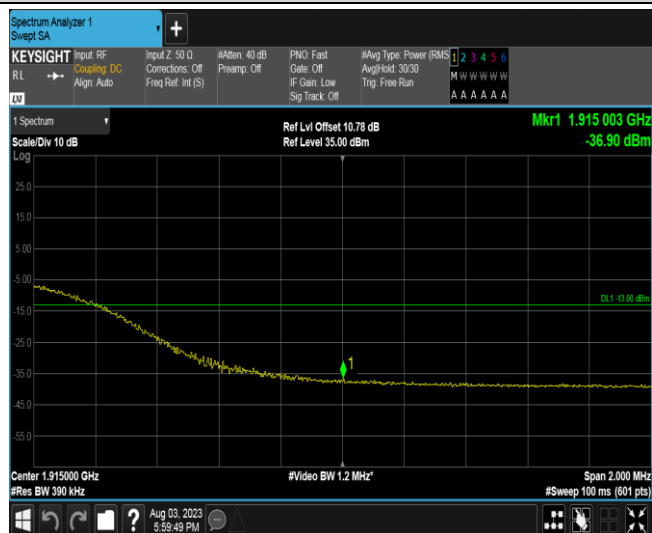 Spectrum Analyzer 1
Swept SA
+
KEYSIGHT
RL
LXI
Input: RF
Coupling: DC
Align: Auto
Input Z: 50 Ω
Corrections: Off
Freq Ref: Int (S)
#Atten: 40 dB
Preamp: Off
PNO: Fast
Gate: Off
IF Gain: Low
Sig Track: Off
#Avg Type: Power (RMS
Avg|Hold: 30/30
Trig: Free Run
1 2 3 4 5 6
M W W W W W
A A A A A A
1 Spectrum
Scale/Div 10 dB
Ref Lvl Offset 10.78 dB
Ref Level 35.00 dBm
Mkr1 1.915 003 GHz
-36.90 dBm
Log
25.0
15.0
5.00
-5.00
DL1 -13.00 dBm
-15.0
-25.0
1
-35.0
-45.0
-55.0
Center 1.915000 GHz
#Video BW 1.2 MHz*
Span 2.000 MHz
#Res BW 390 kHz
#Sweep 100 ms (601 pts)
?
Aug 03, 2023
5:59:49 PM